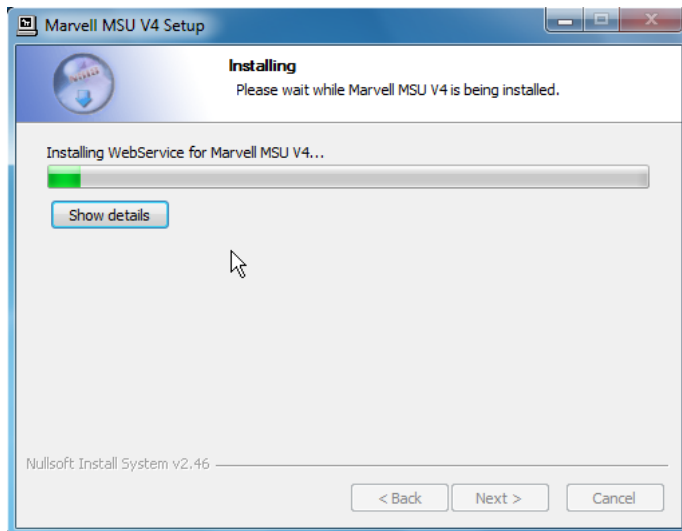 Marvell MSU V4 Setup
Installing
Please wait while Marvell MSU V4 is being installed.
Installing WebService for Marvell MSU V4...
Show details
Nullsoft Install System v2.46
< Back Next > Cancel